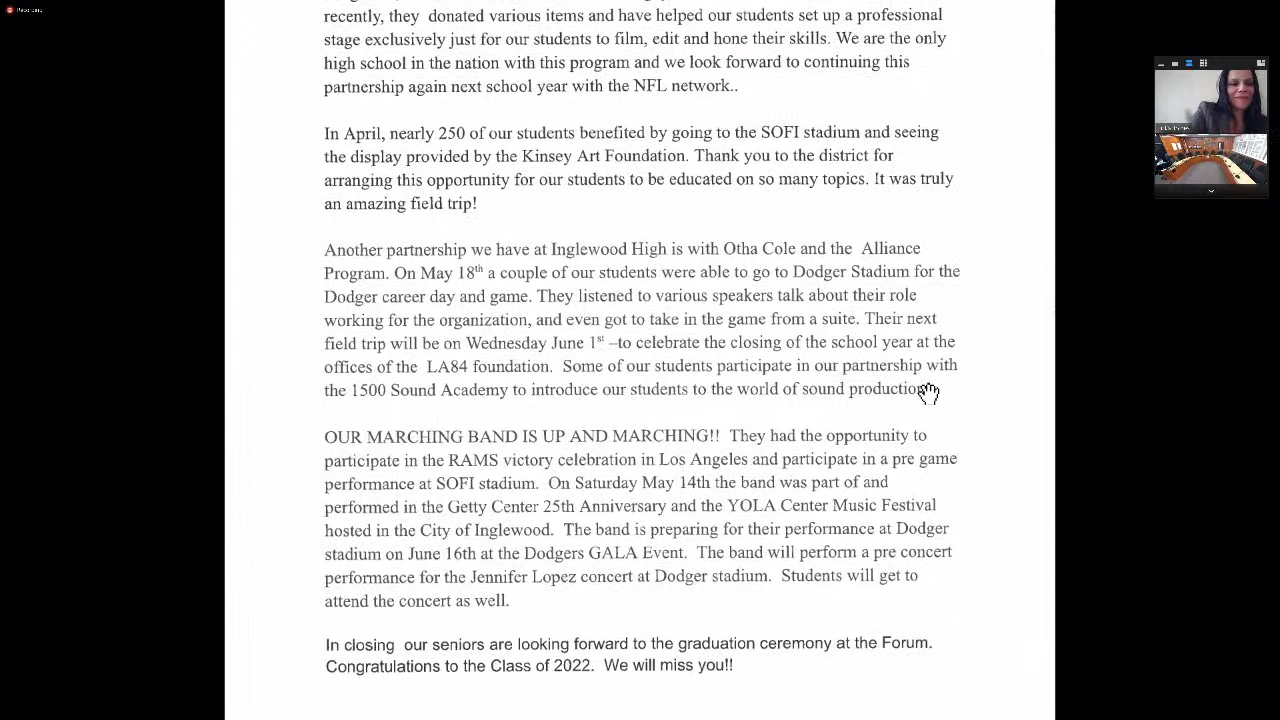 Recording
recently, they donated various items and have helped our students set up a professional
stage exclusively just for our students to film, edit and hone their skills. We are the only
high school in the nation with this program and we look forward to continuing this
partnership again next school year with the NFL network..
In April, nearly 250 of our students benefited by going to the SOFI stadium and seeing
the display provided by the Kinsey Art Foundation. Thank you to the district for
arranging this opportunity for our students to be educated on so many topics. It was truly
an amazing field trip!
Another partnership we have at Inglewood High is with Otha Cole and the Alliance
Program. On May 18th a couple of our students were able to go to Dodger Stadium for the
Dodger career day and game. They listened to various speakers talk about their role
working for the organization, and even got to take in the game from a suite. Their next
field trip will be on Wednesday June 1st –to celebrate the closing of the school year at the
offices of the LA84 foundation. Some of our students participate in our partnership with
the 1500 Sound Academy to introduce our students to the world of sound production
OUR MARCHING BAND IS UP AND MARCHING!! They had the opportunity to
participate in the RAMS victory celebration in Los Angeles and participate in a pre game
performance at SOFI stadium. On Saturday May 14th the band was part of and
performed in the Getty Center 25th Anniversary and the YOLA Center Music Festival
hosted in the City of Inglewood. The band is preparing for their performance at Dodger
stadium on June 16th at the Dodgers GALA Event. The band will perform a pre concert
performance for the Jennifer Lopez concert at Dodger stadium. Students will get to
attend the concert as well.
In closing our seniors are looking forward to the graduation ceremony at the Forum.
Congratulations to the Class of 2022. We will miss you!!